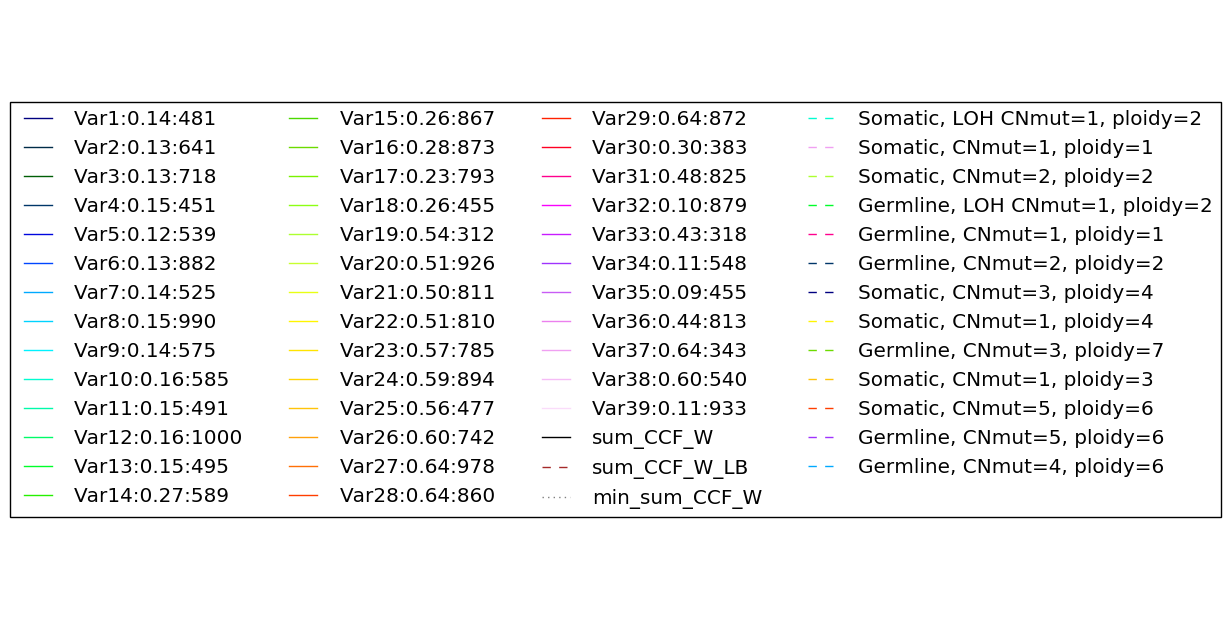 Var1:0.14:481
Var2:0.13:641
Var3:0.13:718
Var4:0.15:451
Var5:0.12:539
Var6:0.13:882
Var7:0.14:525
Var8:0.15:990
Var9:0.14:575
Var10:0.16:585
Var11:0.15:491
Var12:0.16:1000
Var13:0.15:495
Var14:0.27:589
Var15:0.26:867
Var16:0.28:873
Var17:0.23:793
Var18:0.26:455
Var19:0.54:312
Var20:0.51:926
Var21:0.50:811
Var22:0.51:810
Var23:0.57:785
Var24:0.59:894
Var25:0.56:477
Var26:0.60:742
Var27:0.64:978
Var28:0.64:860
Var29:0.64:872
Var30:0.30:383
Var31:0.48:825
Var32:0.10:879
Var33:0.43:318
Var34:0.11:548
Var35:0.09:455
Var36:0.44:813
Var37:0.64:343
Var38:0.60:540
Var39:0.11:933
sum_CCF_W
sum_CCF_W_LB
min_sum_CCF_W
Somatic, LOH CNmut=1, ploidy=2
Somatic, CNmut=1, ploidy=1
Somatic, CNmut=2, ploidy=2
Germline, LOH CNmut=1, ploidy=2
Germline, CNmut=1, ploidy=1
Germline, CNmut=2, ploidy=2
Somatic, CNmut=3, ploidy=4
Somatic, CNmut=1, ploidy=4
Germline, CNmut=3, ploidy=7
Somatic, CNmut=1, ploidy=3
Somatic, CNmut=5, ploidy=6
Germline, CNmut=5, ploidy=6
Germline, CNmut=4, ploidy=6